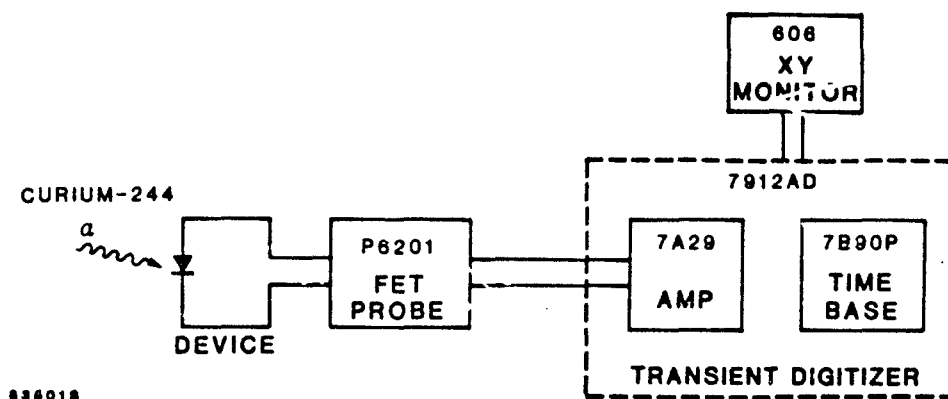 606
XY
MONITOR
7912AD
CURIUM-244
α
P6201
FET
PROBE
7A29
AMP
7B90P
TIME
BASE
DEVICE
TRANSIENT DIGITIZER